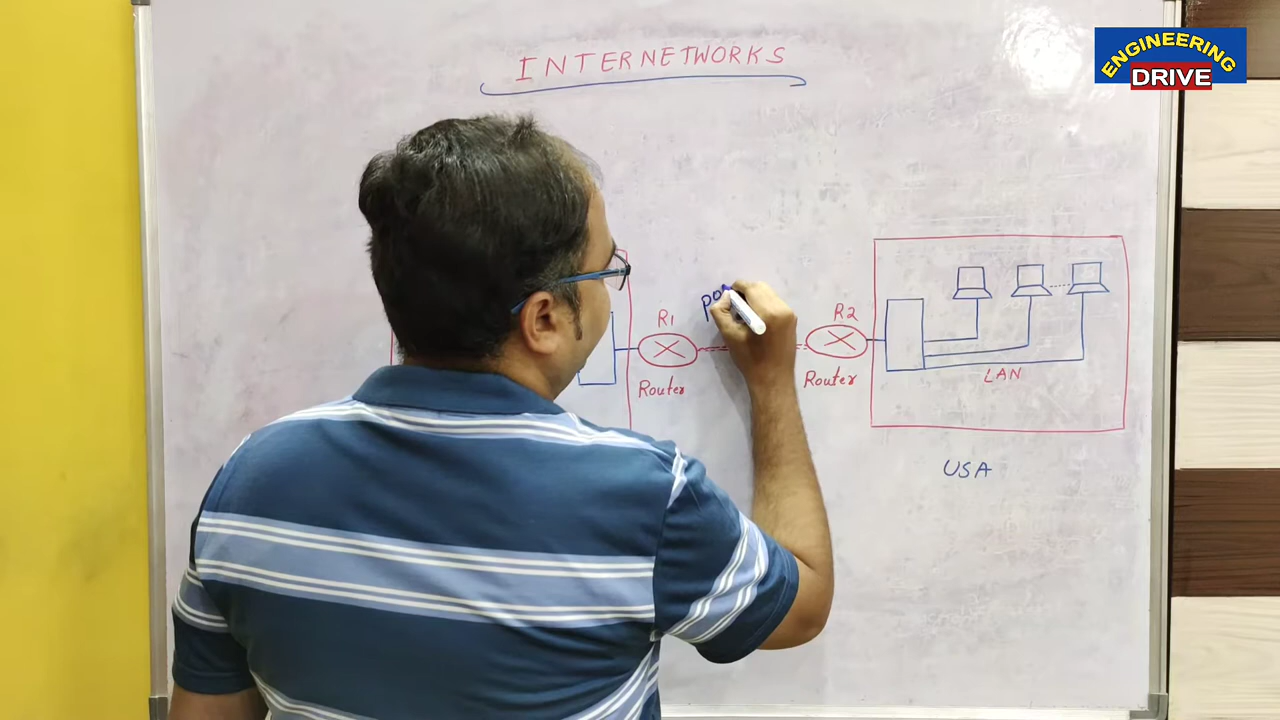 INTERNETWORKS
ENGINEERING
DRIVE
R1
R2
Router
Router
LAN
USA